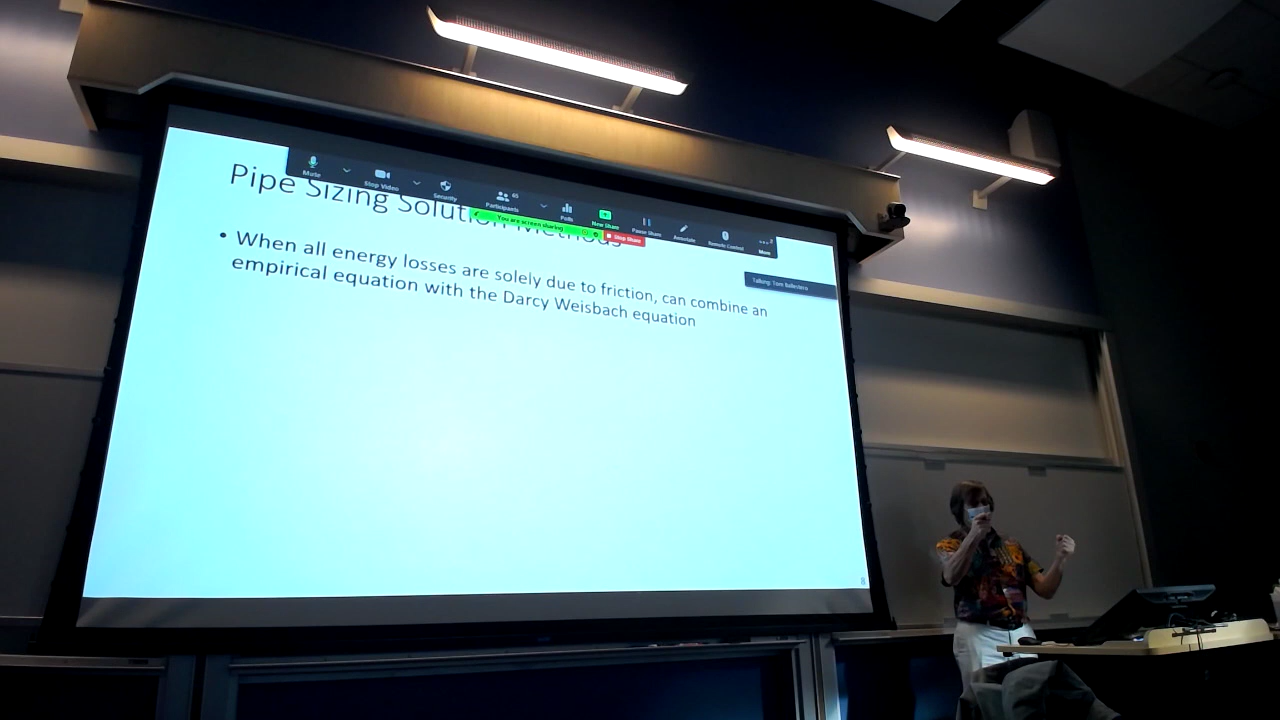 Mute
Stop Video
Security
Participants
65
Polls
New Share
Pause Share
Annotate
Remote Control
More
You are screen sharing
Stop Share
Talking: Tom Ballestero
Pipe Sizing Solution Methods
• When all energy losses are solely due to friction, can combine an
empirical equation with the Darcy Weisbach equation
8